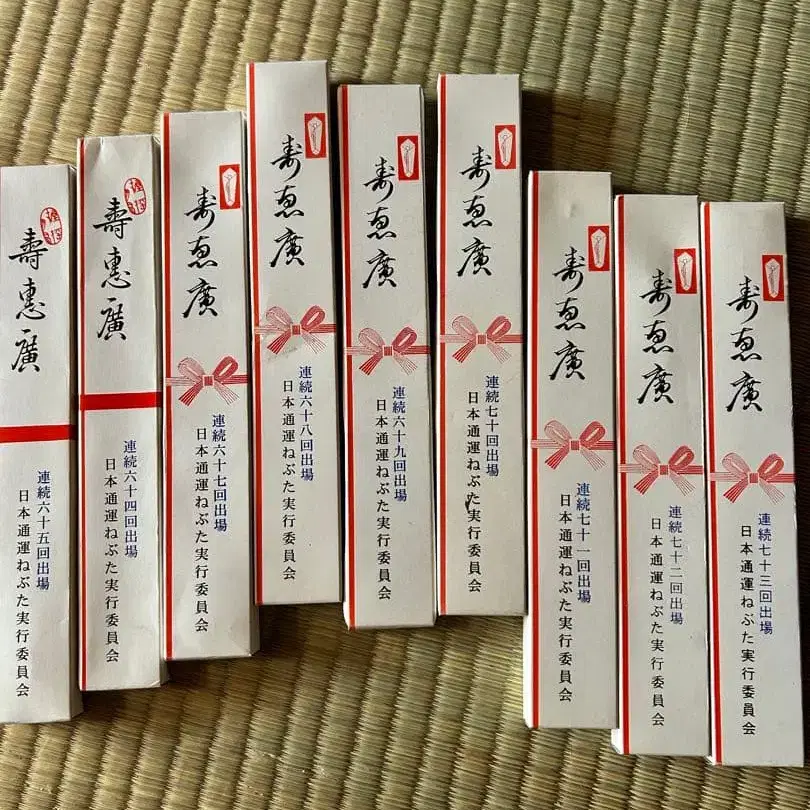 壽惠廣
連続六十五回出場
日本通運ねぶた実行委員会
壽惠廣
連続六十四回出場
日本通運ねぶた実行委員会
寿恵廣
連続六十七回出場
日本通運ねぶた実行委員会
寿恵廣
連続六十八回出場
日本通運ねぶた実行委員会
寿恵廣
連続六十九回出場
日本通運ねぶた実行委員会
寿恵廣
連続七十回出場
日本通運ねぶた実行委員会
寿恵廣
連続七十一回出場
日本通運ねぶた実行委員会
寿恵廣
連続七十二回出場
日本通運ねぶた実行委員会
寿恵廣
連続七十三回出場
日本通運ねぶた実行委員会